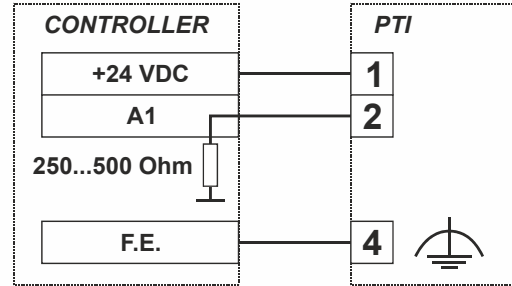 CONTROLLER PTI
+24 VDC 1
A1 2
250...500 Ohm
F.E. 4